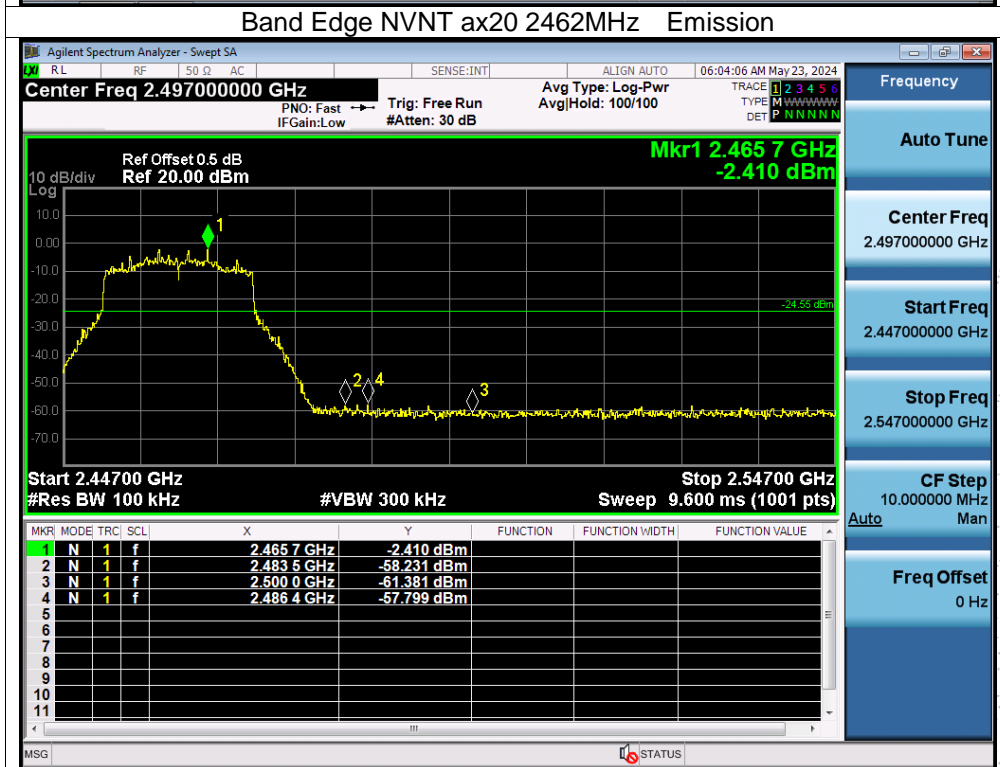 Band Edge NVNT ax20 2462MHz Emission
Agilent Spectrum Analyzer - Swept SA
LXI RL RF 50 Ω AC SENSE:INT ALIGN AUTO 06:04:06 AM May 23, 2024
Center Freq 2.497000000 GHz
PNO: Fast
IFGain:Low
Trig: Free Run
#Atten: 30 dB
Avg Type: Log-Pwr
Avg|Hold: 100/100
TRACE 1 2 3 4 5 6
TYPE M WWWWW
DET P N N N N N
Mkr1 2.465 7 GHz
-2.410 dBm
Ref Offset 0.5 dB
10 dB/div Ref 20.00 dBm
Log
10.0
0.00
-10.0
-20.0
-30.0
-40.0
-50.0
-60.0
-70.0
1
-24.55 dBm
2 4
3
Start 2.44700 GHz Stop 2.54700 GHz
#Res BW 100 kHz #VBW 300 kHz Sweep 9.600 ms (1001 pts)
MKR MODE TRC SCL X Y FUNCTION FUNCTION WIDTH FUNCTION VALUE
1 N 1 f 2.465 7 GHz -2.410 dBm
2 N 1 f 2.483 5 GHz -58.231 dBm
3 N 1 f 2.500 0 GHz -61.381 dBm
4 N 1 f 2.486 4 GHz -57.799 dBm
5
6
7
8
9
10
11
MSG STATUS
Frequency
Auto Tune
Center Freq
2.497000000 GHz
Start Freq
2.447000000 GHz
Stop Freq
2.547000000 GHz
CF Step
10.000000 MHz
Auto Man
Freq Offset
0 Hz